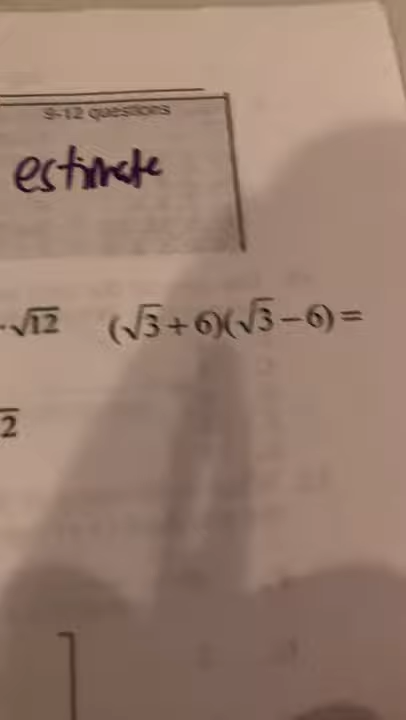 9-12 questions
estimate
√12 (√3+6)(√3-6)=
2